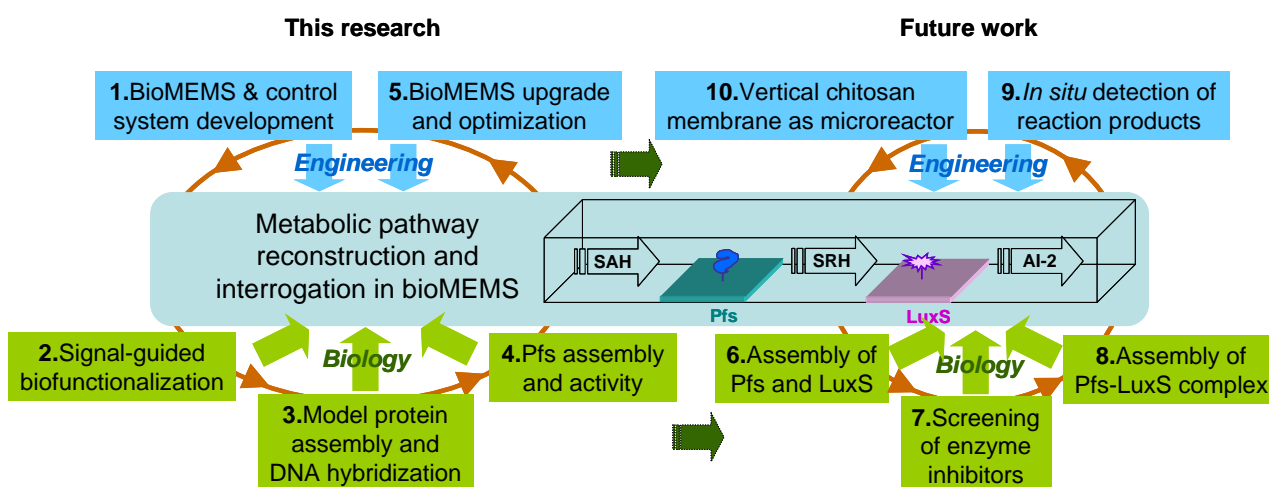 This research
Future work
1.BioMEMS & control
system development
5.BioMEMS upgrade
and optimization
10.Vertical chitosan
membrane as microreactor
9.In situ detection of
reaction products
Engineering
Engineering
Metabolic pathway
reconstruction and
interrogation in bioMEMS
SAH
SRH
AI-2
Pfs
LuxS
2.Signal-guided
biofunctionalization
Biology
4.Pfs assembly
and activity
3.Model protein
assembly and
DNA hybridization
6.Assembly of
Pfs and LuxS
Biology
8.Assembly of
Pfs-LuxS complex
7.Screening
of enzyme
inhibitors